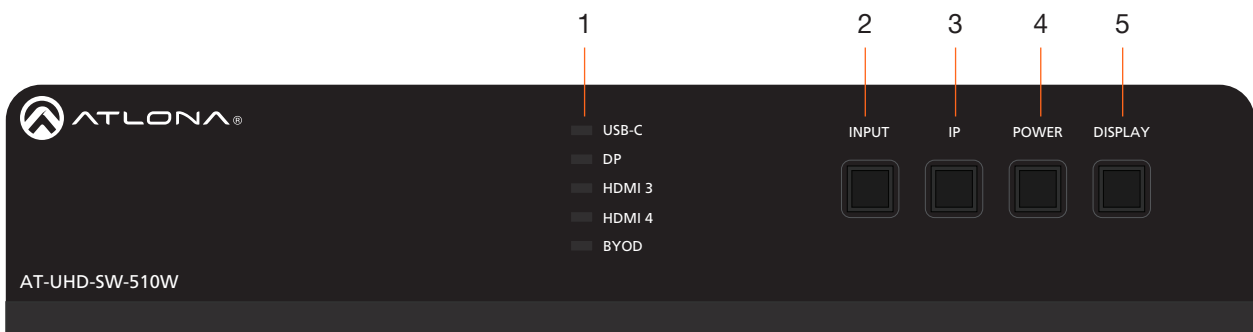 1 2 3 4 5
ATLONA®
USB-C
DP
HDMI 3
HDMI 4
BYOD
INPUT IP POWER DISPLAY
AT-UHD-SW-510W